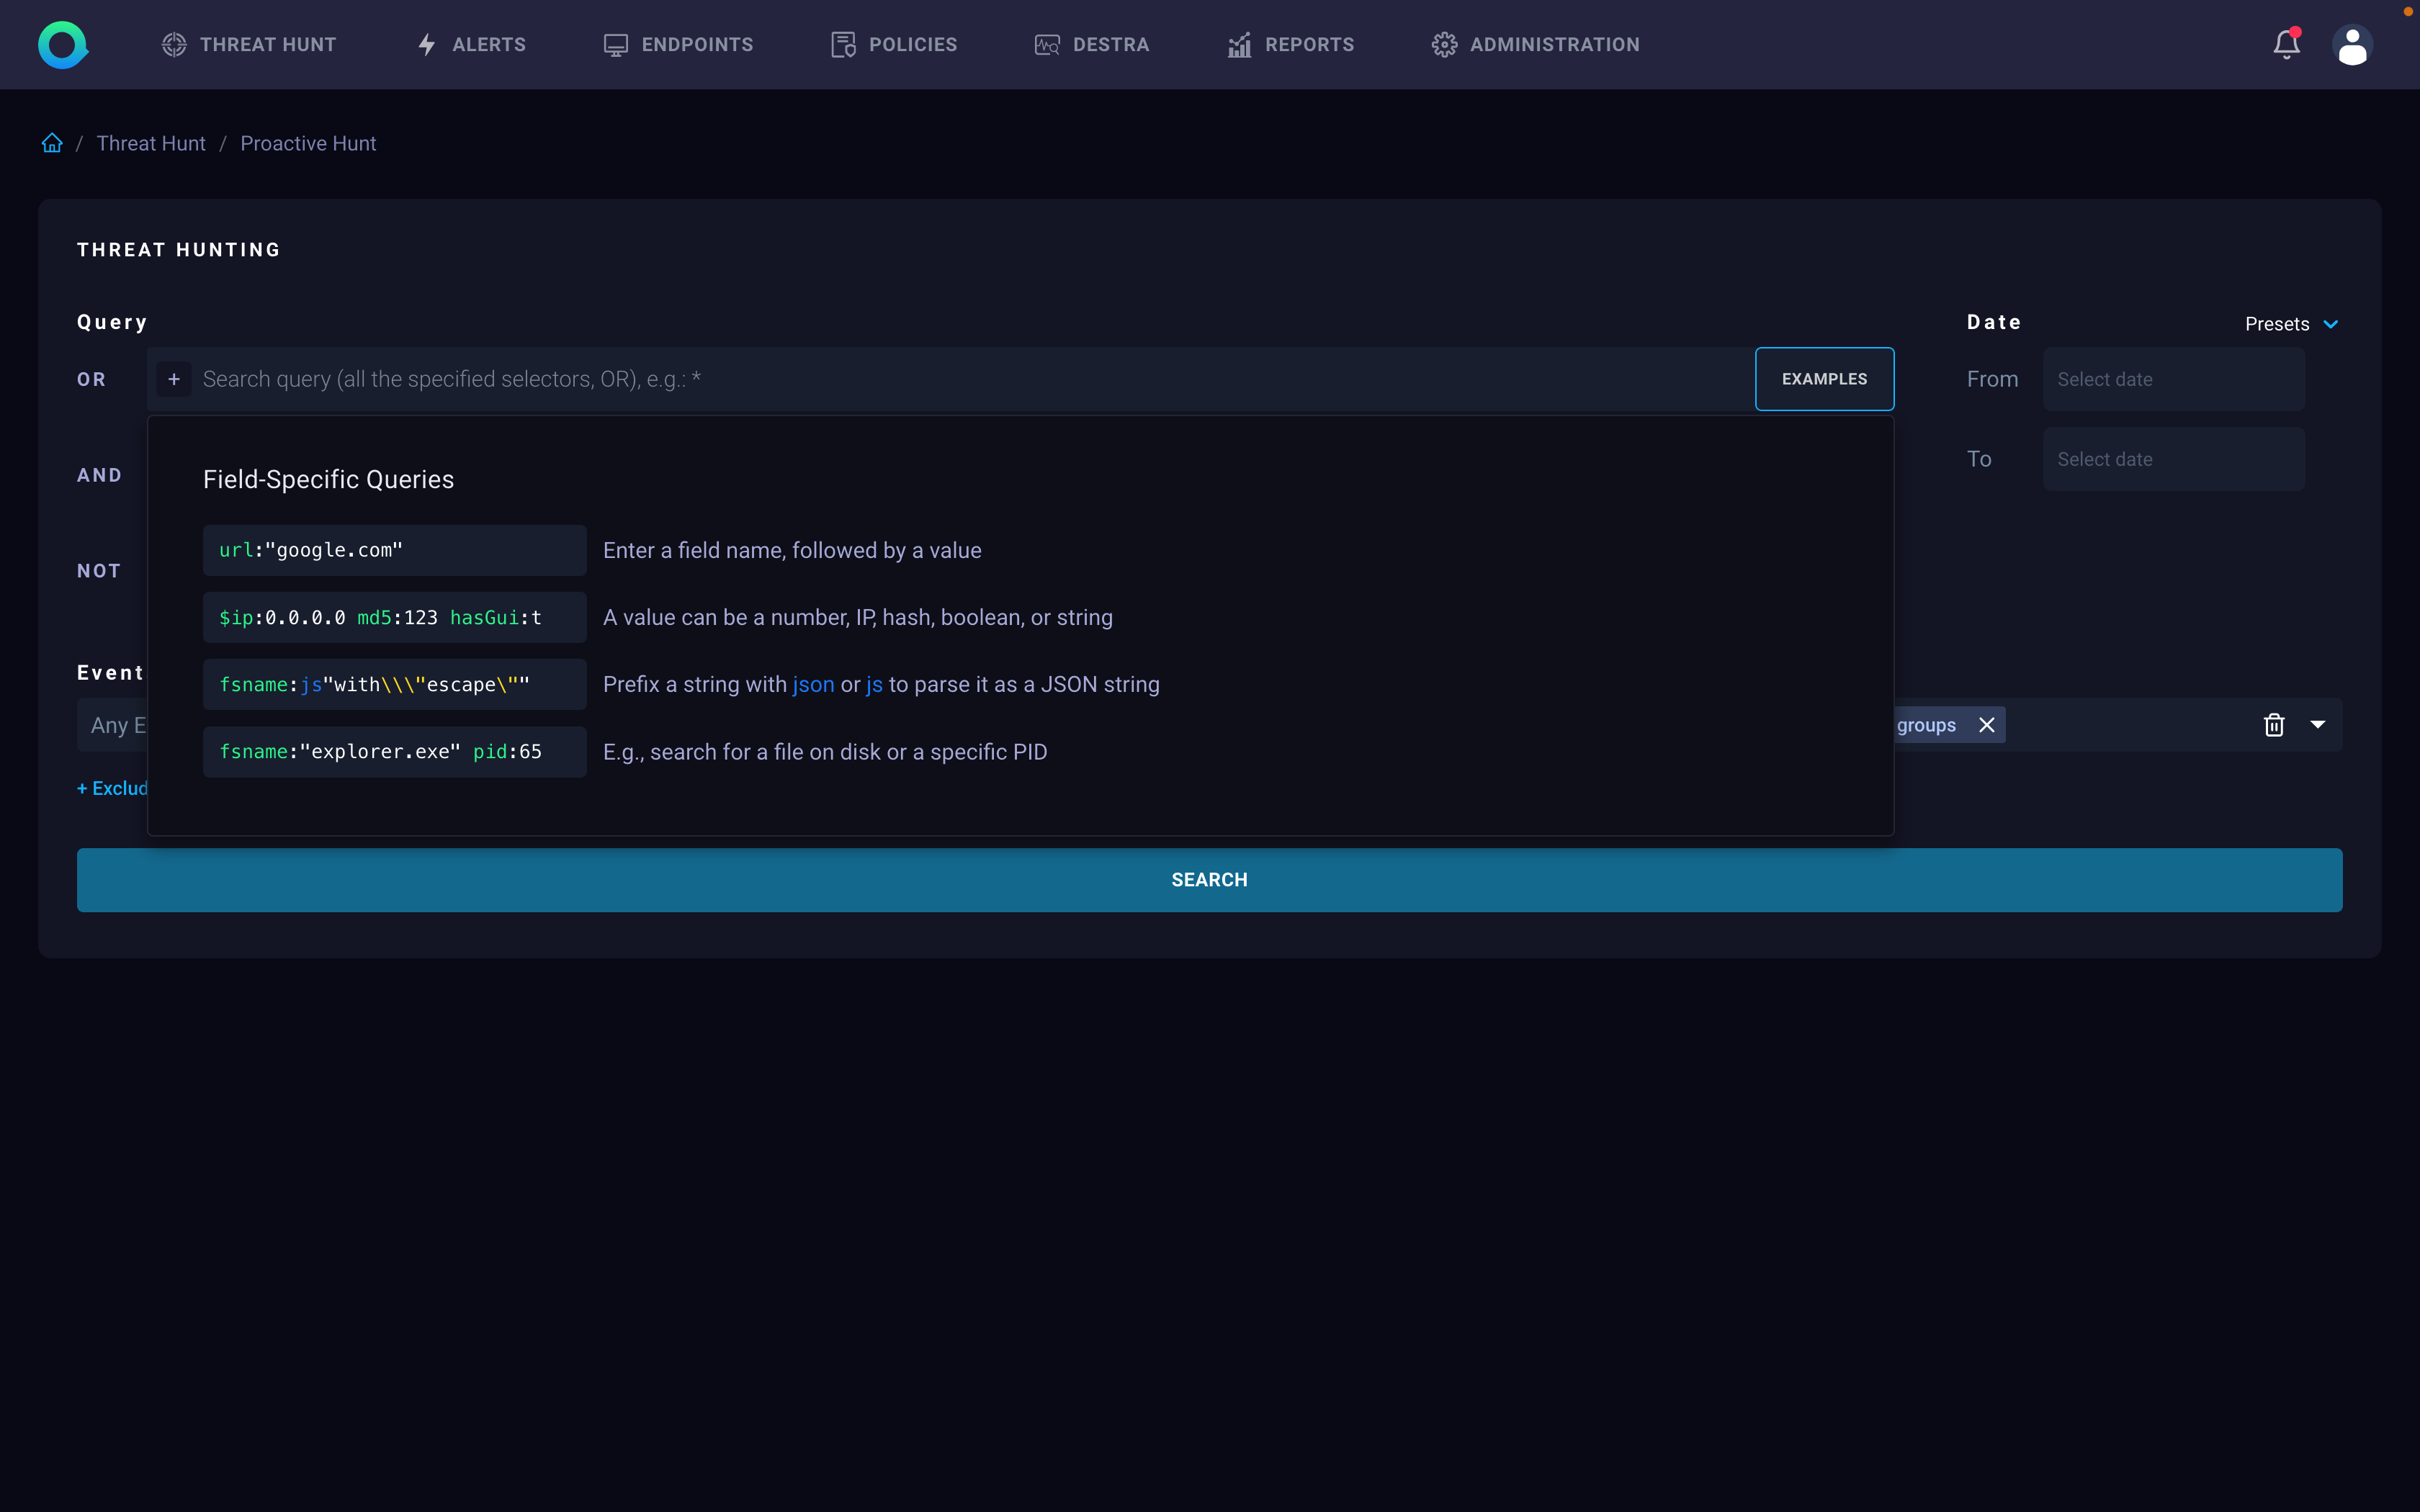 THREAT HUNT ALERTS ENDPOINTS POLICIES DESTRA REPORTS ADMINISTRATION
/ Threat Hunt / Proactive Hunt
THREAT HUNTING
Query Date Presets
OR + Search query (all the specified selectors, OR), e.g.: * EXAMPLES From Select date
AND To Select date
NOT
Field-Specific Queries
url:"google.com" Enter a field name, followed by a value
$ip:0.0.0.0 md5:123 hasGui:t A value can be a number, IP, hash, boolean, or string
fsname:js"with\\\"escape\"" Prefix a string with json or js to parse it as a JSON string
fsname:"explorer.exe" pid:65 E.g., search for a file on disk or a specific PID
Event
Any E groups
+ Exclud
SEARCH